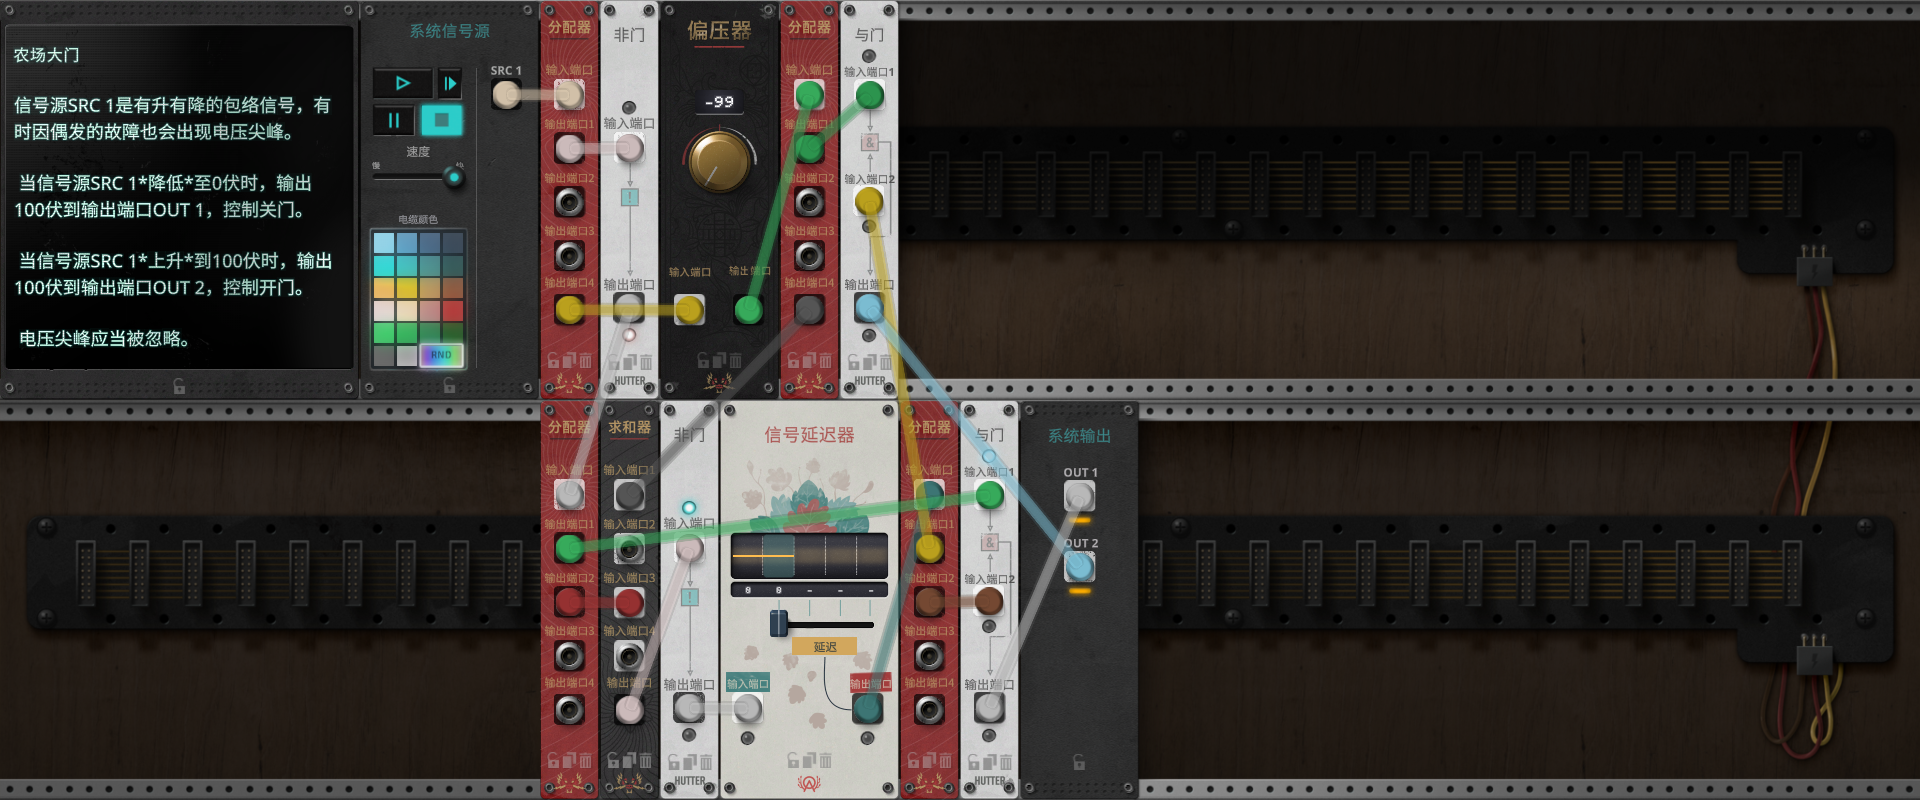 农场大门
信号源SRC 1是有升有降的包络信号，有
时因偶发的故障也会出现电压尖峰。
当信号源SRC 1*降低*至0伏时，输出
100伏到输出端口OUT 1，控制关门。
当信号源SRC 1*上升*到100伏时，输出
100伏到输出端口OUT 2，控制开门。
电压尖峰应当被忽略。
系统信号源
SRC 1
速度
慢
快
电缆颜色
RND
分配器
输入端口
输出端口1
输出端口2
输出端口3
输出端口4
非门
输入端口
!
输出端口
HUTTER
偏压器
-99
输入端口
输出端口
分配器
输入端口
输出端口1
输出端口2
输出端口3
输出端口4
与门
输入端口1
&
输入端口2
输出端口
HUTTER
分配器
输入端口
输出端口1
输出端口2
输出端口3
输出端口4
求和器
输入端口1
输入端口2
输入端口3
输入端口4
输出端口
非门
输入端口
!
输出端口
HUTTER
信号延迟器
0 0 - - -
延迟
输入端口
输出端口
分配器
输入端口
输出端口1
输出端口2
输出端口3
输出端口4
与门
输入端口1
&
输入端口2
输出端口
HUTTER
系统输出
OUT 1
OUT 2